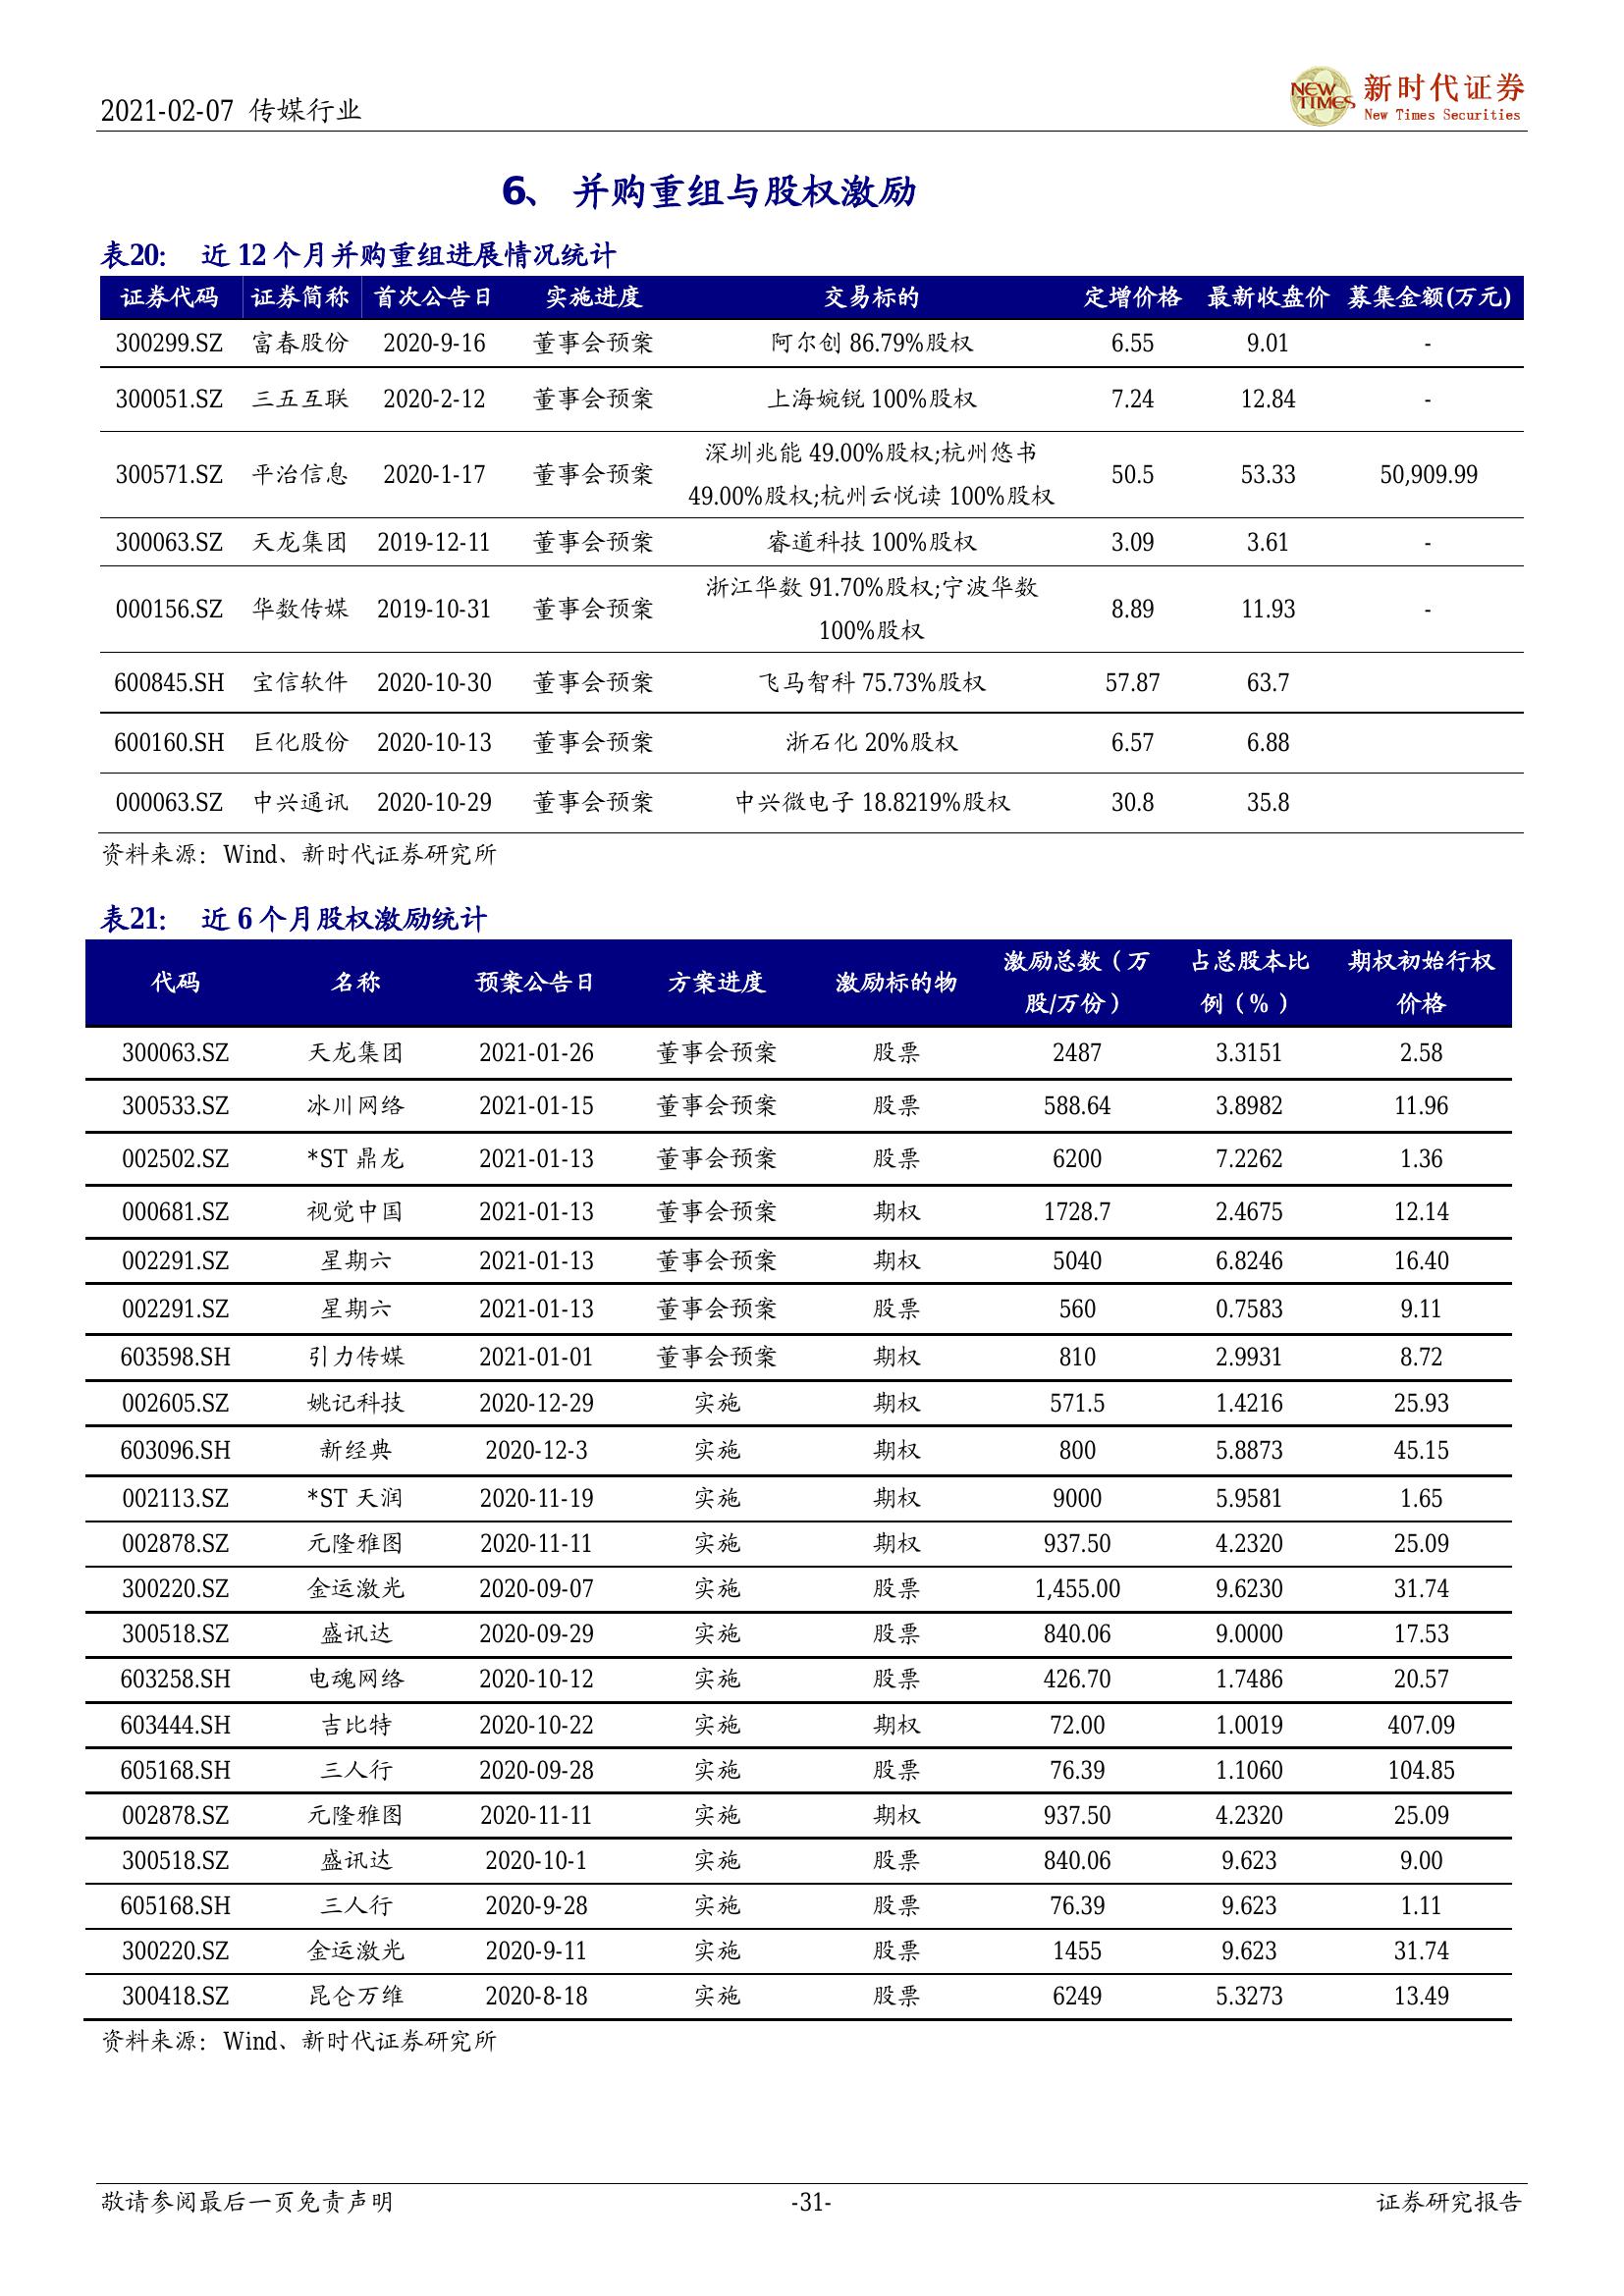 2021-02-07 传媒行业
NEW TIMES 新时代证券
New Times Securities
6、 并购重组与股权激励
表20： 近 12 个月并购重组进展情况统计
证券代码 证券简称 首次公告日 实施进度 交易标的 定增价格 最新收盘价 募集金额(万元)
300299.SZ 富春股份 2020-9-16 董事会预案 阿尔创 86.79%股权 6.55 9.01 -
300051.SZ 三五互联 2020-2-12 董事会预案 上海婉锐 100%股权 7.24 12.84 -
深圳兆能 49.00%股权;杭州悠书
300571.SZ 平治信息 2020-1-17 董事会预案 50.5 53.33 50,909.99
49.00%股权;杭州云悦读 100%股权
300063.SZ 天龙集团 2019-12-11 董事会预案 睿道科技 100%股权 3.09 3.61 -
浙江华数 91.70%股权;宁波华数
000156.SZ 华数传媒 2019-10-31 董事会预案 8.89 11.93 -
100%股权
600845.SH 宝信软件 2020-10-30 董事会预案 飞马智科 75.73%股权 57.87 63.7
600160.SH 巨化股份 2020-10-13 董事会预案 浙石化 20%股权 6.57 6.88
000063.SZ 中兴通讯 2020-10-29 董事会预案 中兴微电子 18.8219%股权 30.8 35.8
资料来源：Wind、新时代证券研究所
表21： 近 6 个月股权激励统计
激励总数（万 占总股本比 期权初始行权
代码 名称 预案公告日 方案进度 激励标的物
股/万份） 例（%） 价格
300063.SZ 天龙集团 2021-01-26 董事会预案 股票 2487 3.3151 2.58
300533.SZ 冰川网络 2021-01-15 董事会预案 股票 588.64 3.8982 11.96
002502.SZ *ST 鼎龙 2021-01-13 董事会预案 股票 6200 7.2262 1.36
000681.SZ 视觉中国 2021-01-13 董事会预案 期权 1728.7 2.4675 12.14
002291.SZ 星期六 2021-01-13 董事会预案 期权 5040 6.8246 16.40
002291.SZ 星期六 2021-01-13 董事会预案 股票 560 0.7583 9.11
603598.SH 引力传媒 2021-01-01 董事会预案 期权 810 2.9931 8.72
002605.SZ 姚记科技 2020-12-29 实施 期权 571.5 1.4216 25.93
603096.SH 新经典 2020-12-3 实施 期权 800 5.8873 45.15
002113.SZ *ST 天润 2020-11-19 实施 期权 9000 5.9581 1.65
002878.SZ 元隆雅图 2020-11-11 实施 期权 937.50 4.2320 25.09
300220.SZ 金运激光 2020-09-07 实施 股票 1,455.00 9.6230 31.74
300518.SZ 盛讯达 2020-09-29 实施 股票 840.06 9.0000 17.53
603258.SH 电魂网络 2020-10-12 实施 股票 426.70 1.7486 20.57
603444.SH 吉比特 2020-10-22 实施 期权 72.00 1.0019 407.09
605168.SH 三人行 2020-09-28 实施 股票 76.39 1.1060 104.85
002878.SZ 元隆雅图 2020-11-11 实施 期权 937.50 4.2320 25.09
300518.SZ 盛讯达 2020-10-1 实施 股票 840.06 9.623 9.00
605168.SH 三人行 2020-9-28 实施 股票 76.39 9.623 1.11
300220.SZ 金运激光 2020-9-11 实施 股票 1455 9.623 31.74
300418.SZ 昆仑万维 2020-8-18 实施 股票 6249 5.3273 13.49
资料来源：Wind、新时代证券研究所
敬请参阅最后一页免责声明 -31- 证券研究报告